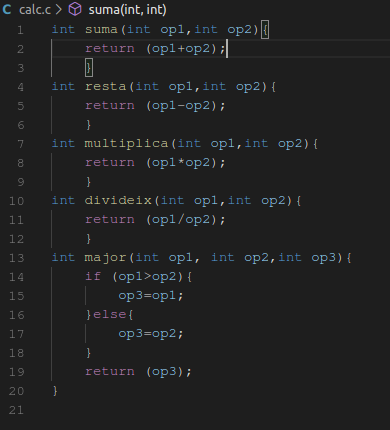 calc.c > suma(int, int)
1 int suma(int op1,int op2){
2     return (op1+op2);
3     }
4 int resta(int op1,int op2){
5     return (op1-op2);
6     }
7 int multiplica(int op1,int op2){
8     return (op1*op2);
9     }
10 int divideix(int op1,int op2){
11     return (op1/op2);
12     }
13 int major(int op1, int op2,int op3){
14     if (op1>op2){
15         op3=op1;
16     }else{
17         op3=op2;
18     }
19     return (op3);
20 }
21